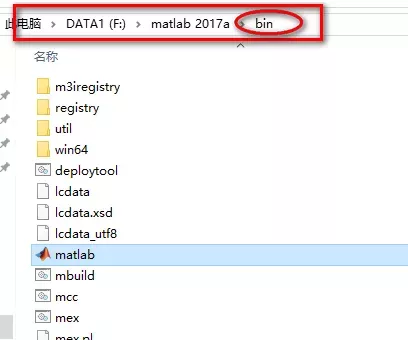 此电脑 > DATA1 (F:) > matlab 2017a > bin
名称
m3iregistry
registry
util
win64
deploytool
lcdata
lcdata.xsd
lcdata_utf8
matlab
mbuild
mcc
mex
mex.pl